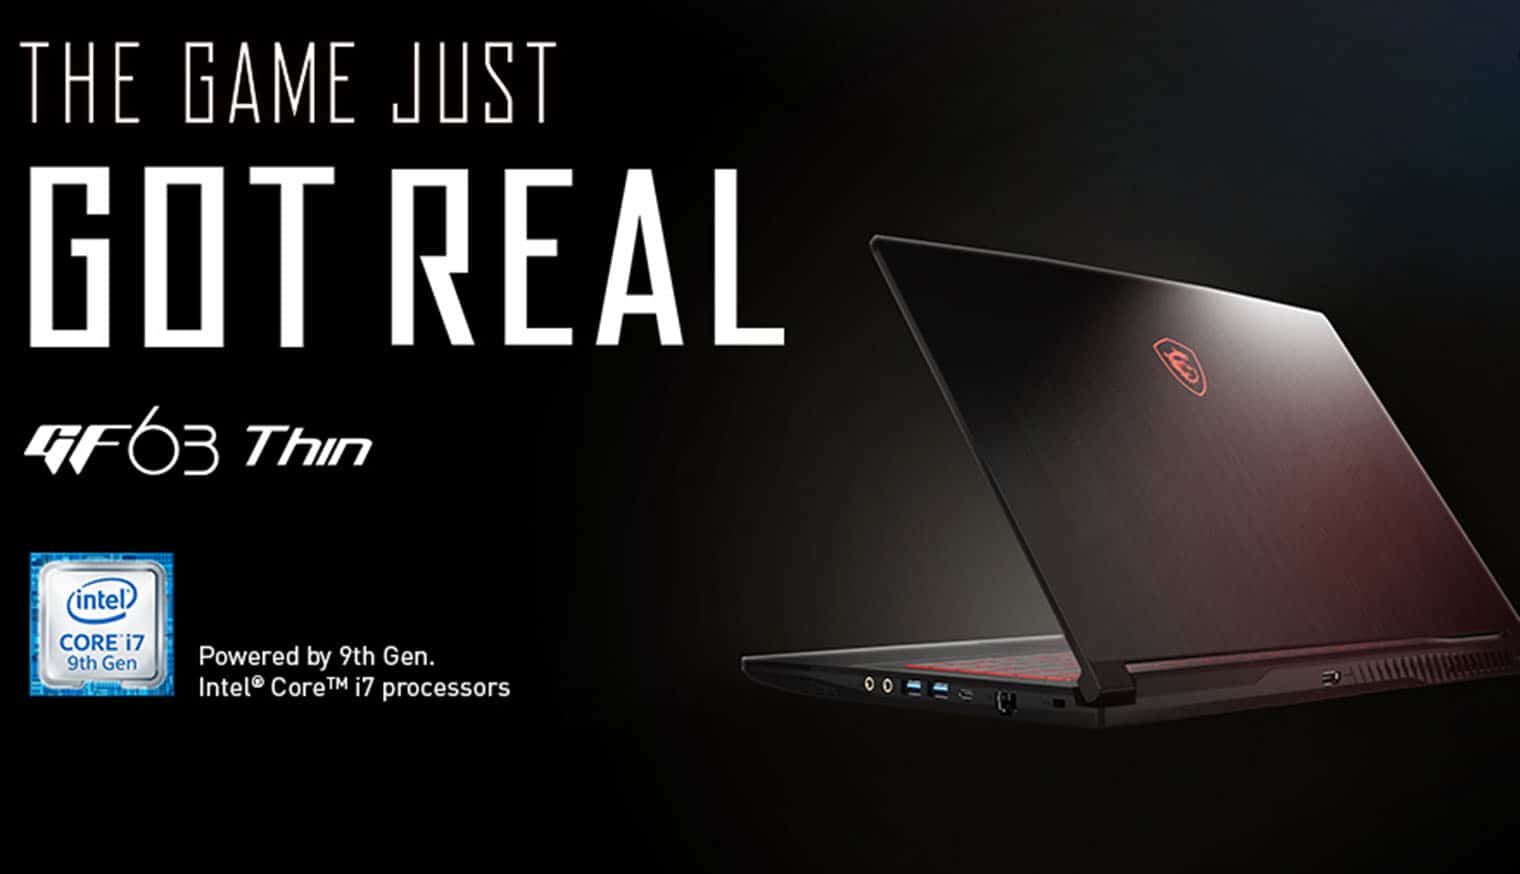 THE GAME JUST
GOT REAL
GF63 Thin
intel
CORE™ i7
9th Gen
Powered by 9th Gen.
Intel® Core™ i7 processors